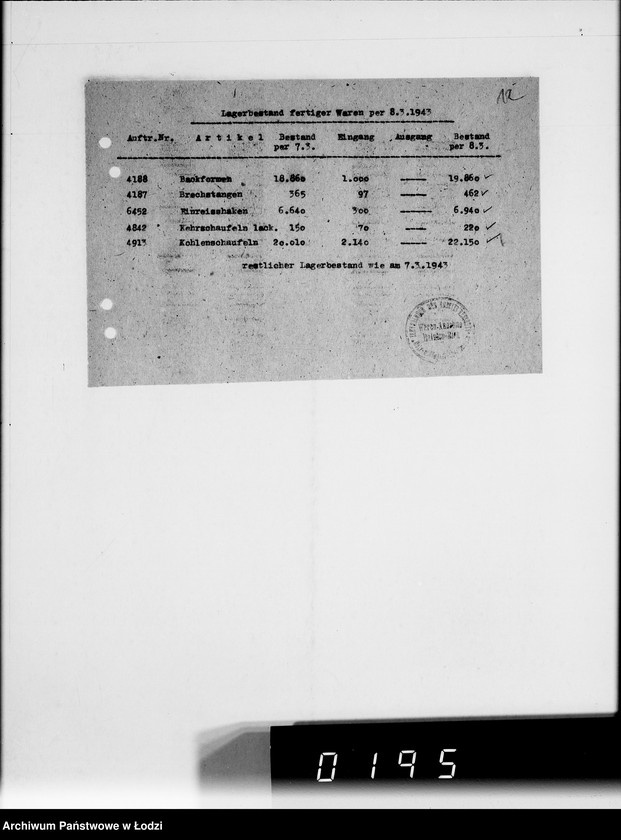 12
Lagerbestand fertiger Waren per 8.3.1943
Auftr.Nr. A r t i k e l Bestand per 7.3. Eingang Ausgang Bestand per 8.3.
4188 Backformen 18.860 1.000 —— 19.860 ✓
4187 Brechstangen 365 97 —— 462 ✓
6452 Einreisshaken 6.640 300 —— 6.940 ✓
4842 Kehrschaufeln lack. 150 70 —— 220 ✓
4913 Kohlenschaufeln 20.010 2.140 —— 22.150 ✓
restlicher Lagerbestand wie am 7.3.1943
0195
Archiwum Państwowe w Łodzi